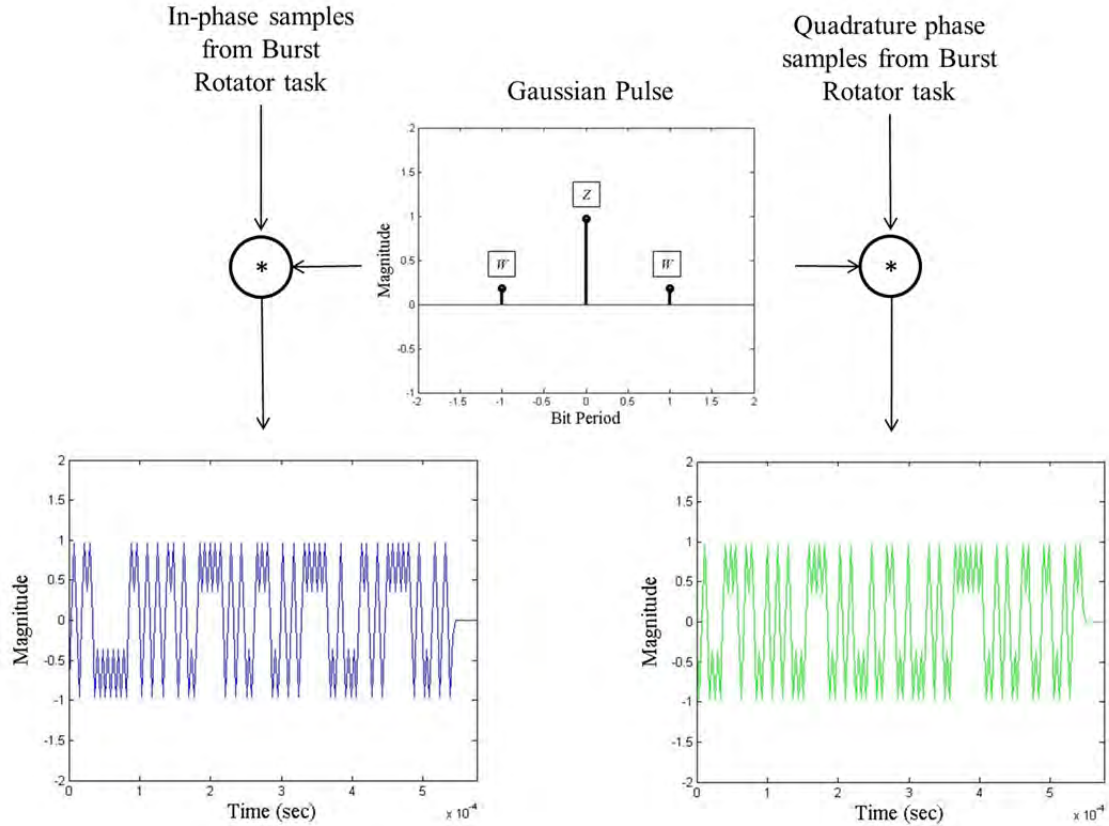 In-phase samples
from Burst
Rotator task
Quadrature phase
samples from Burst
Rotator task
Gaussian Pulse
2
1.5
1
0.5
0
-0.5
-1
Magnitude
Z
W
W
-2
-1.5
-1
-0.5
0
0.5
1
1.5
2
Bit Period
*
*
2
1.5
1
0.5
0
-0.5
-1
-1.5
-2
Magnitude
0
1
2
3
4
5
Time (sec)
x 10-4
2
1.5
1
0.5
0
-0.5
-1
-1.5
-2
Magnitude
0
1
2
3
4
5
Time (sec)
x 10-4